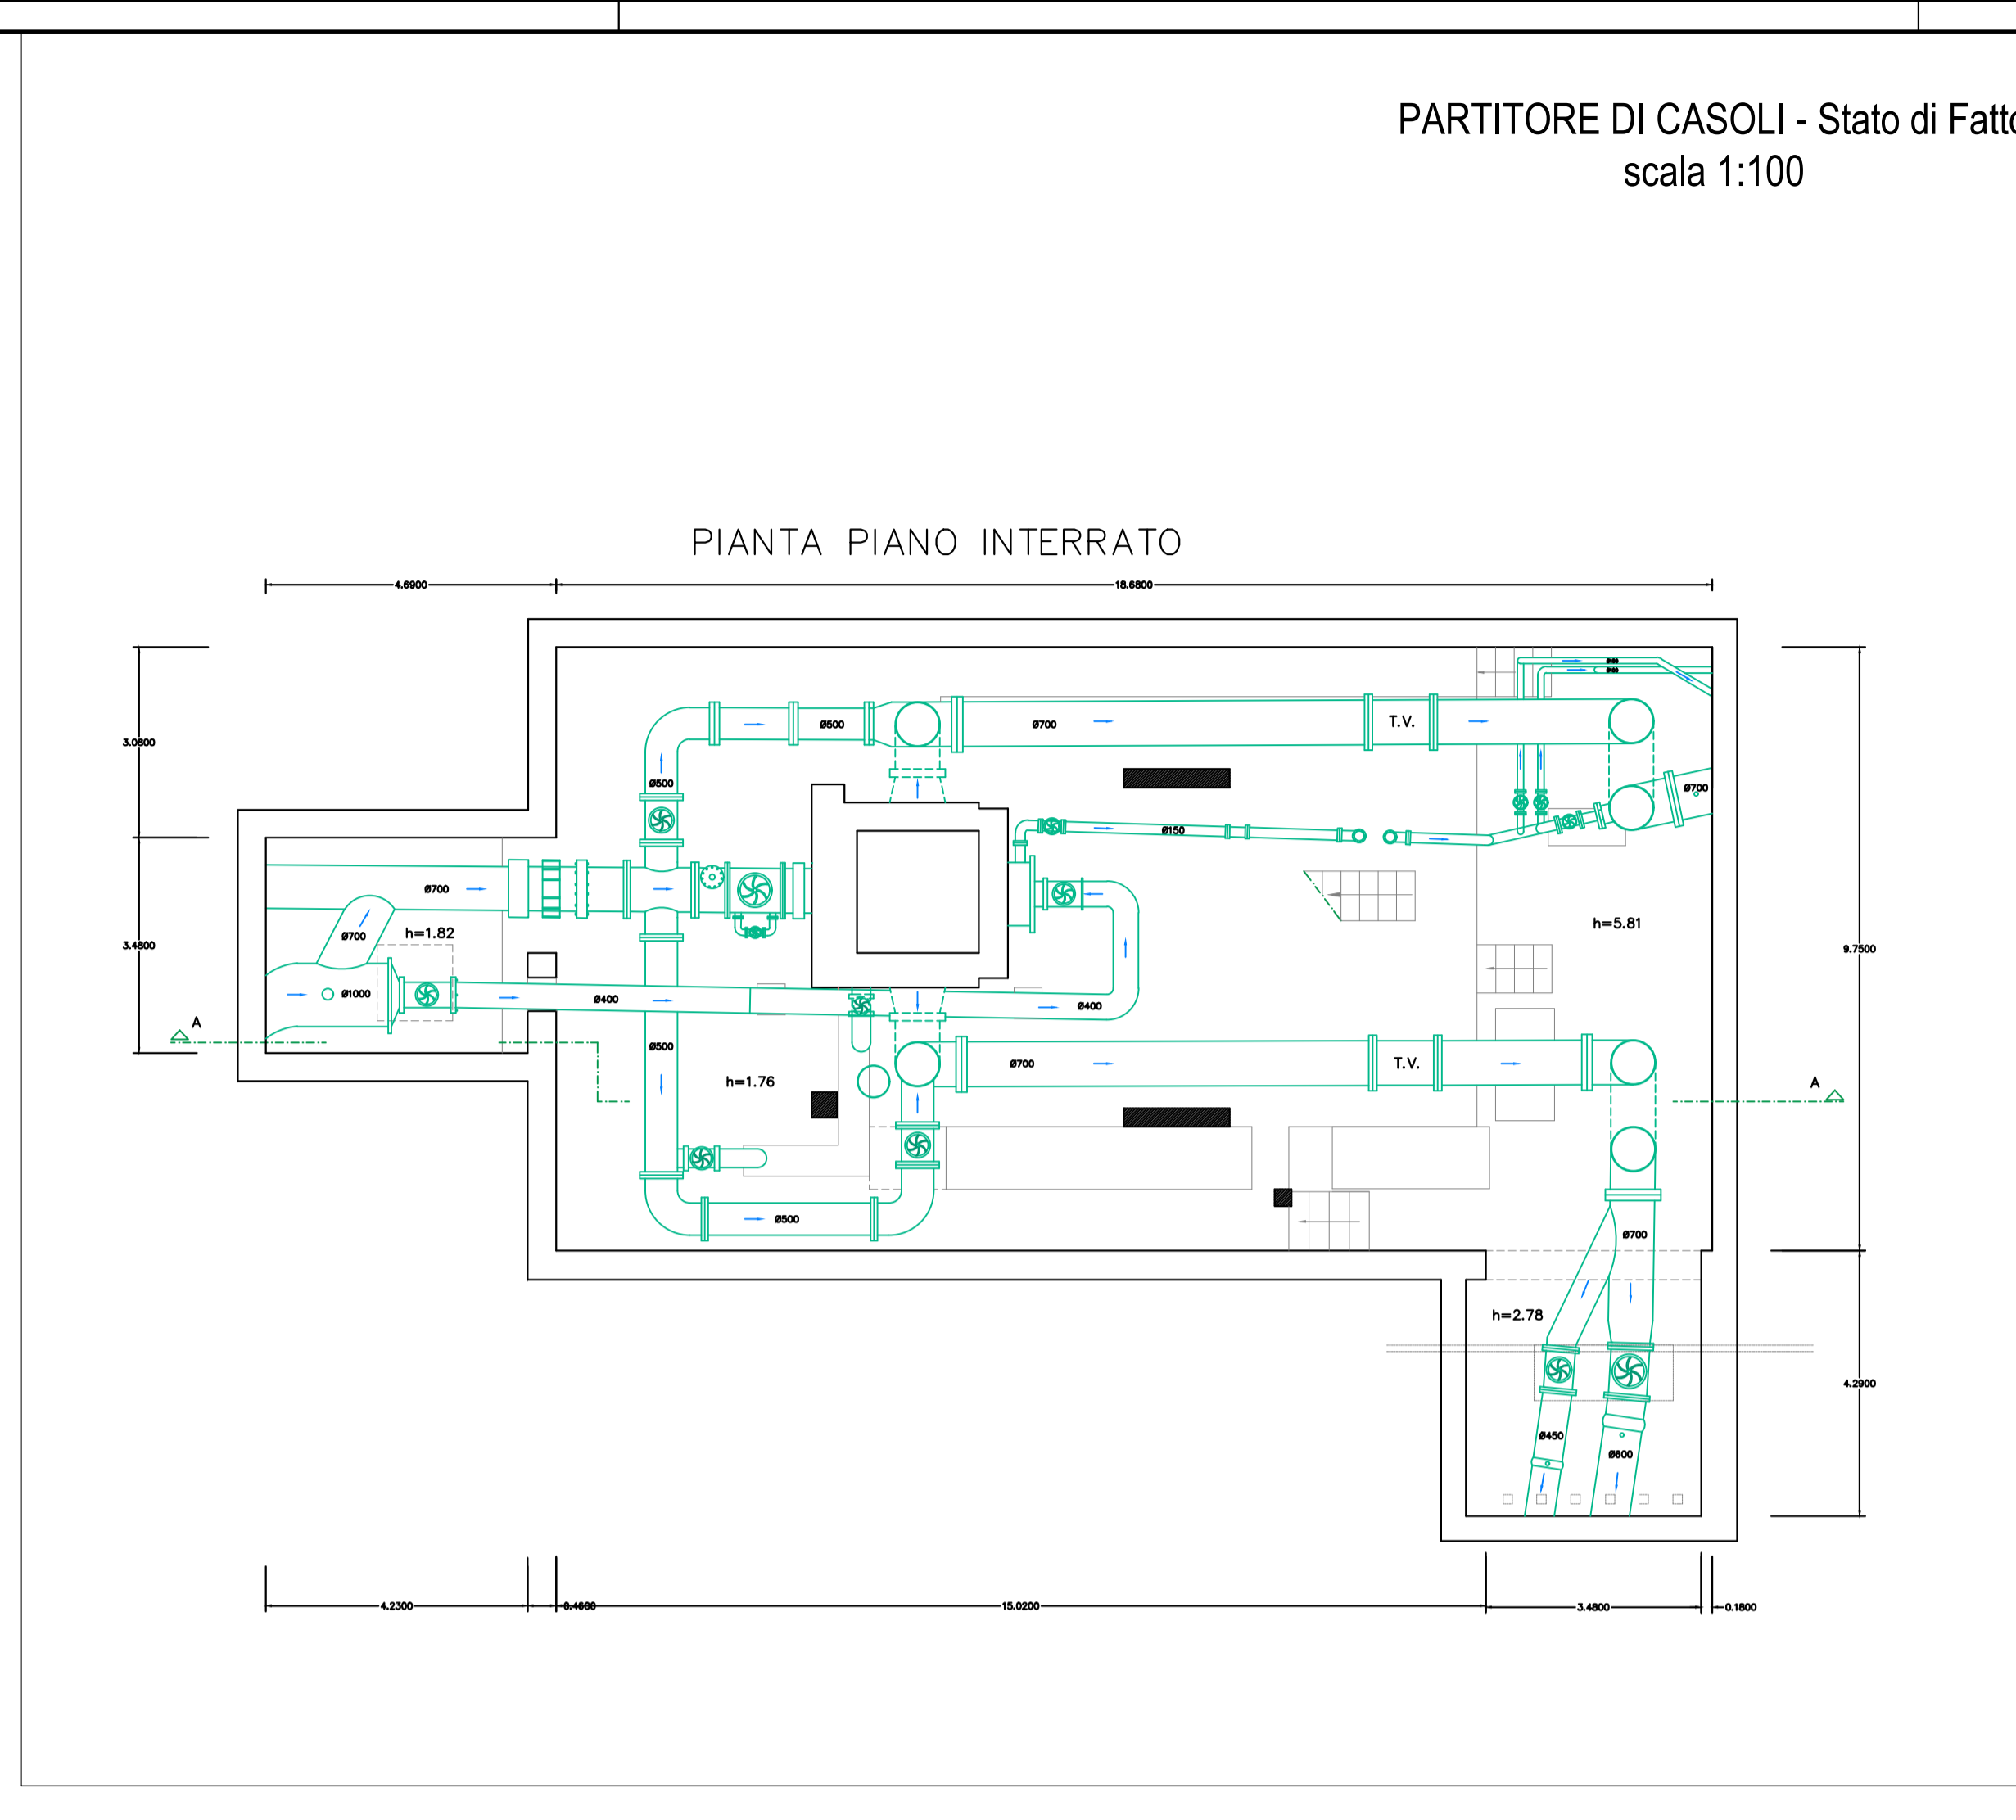 PARTITORE DI CASOLI - Stato di Fatto
scala 1:100
PIANTA PIANO INTERRATO
4.6900
18.6800
3.0800
3.4800
9.7500
4.2900
4.2300
0.4600
15.0200
3.4800
0.1800
Ø500
Ø700
T.V.
Ø500
Ø700
Ø150
Ø700
h=1.82
Ø700
h=5.81
Ø1000
Ø400
Ø400
A
Ø500
Ø700
T.V.
h=1.76
A
Ø500
Ø700
h=2.78
Ø450
Ø600